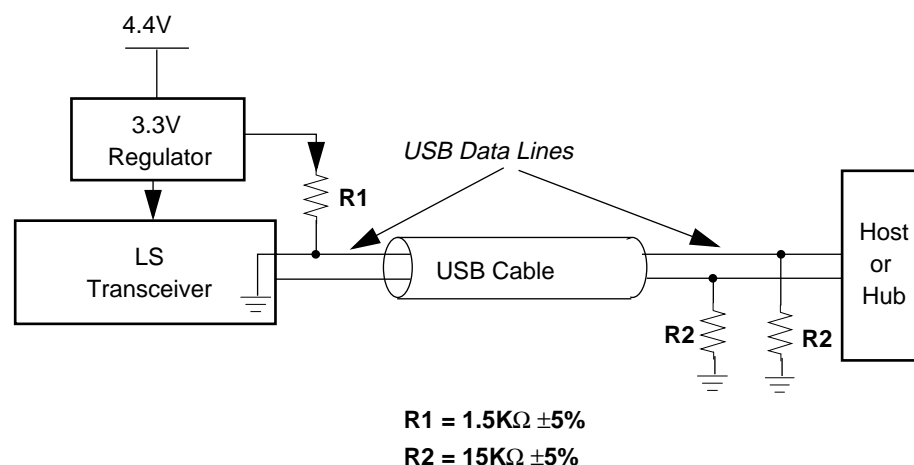 4.4V
3.3V
Regulator
USB Data Lines
R1
LS
Transceiver
USB Cable
Host
or
Hub
R2
R2
R1 = 1.5KΩ ±5%
R2 = 15KΩ ±5%